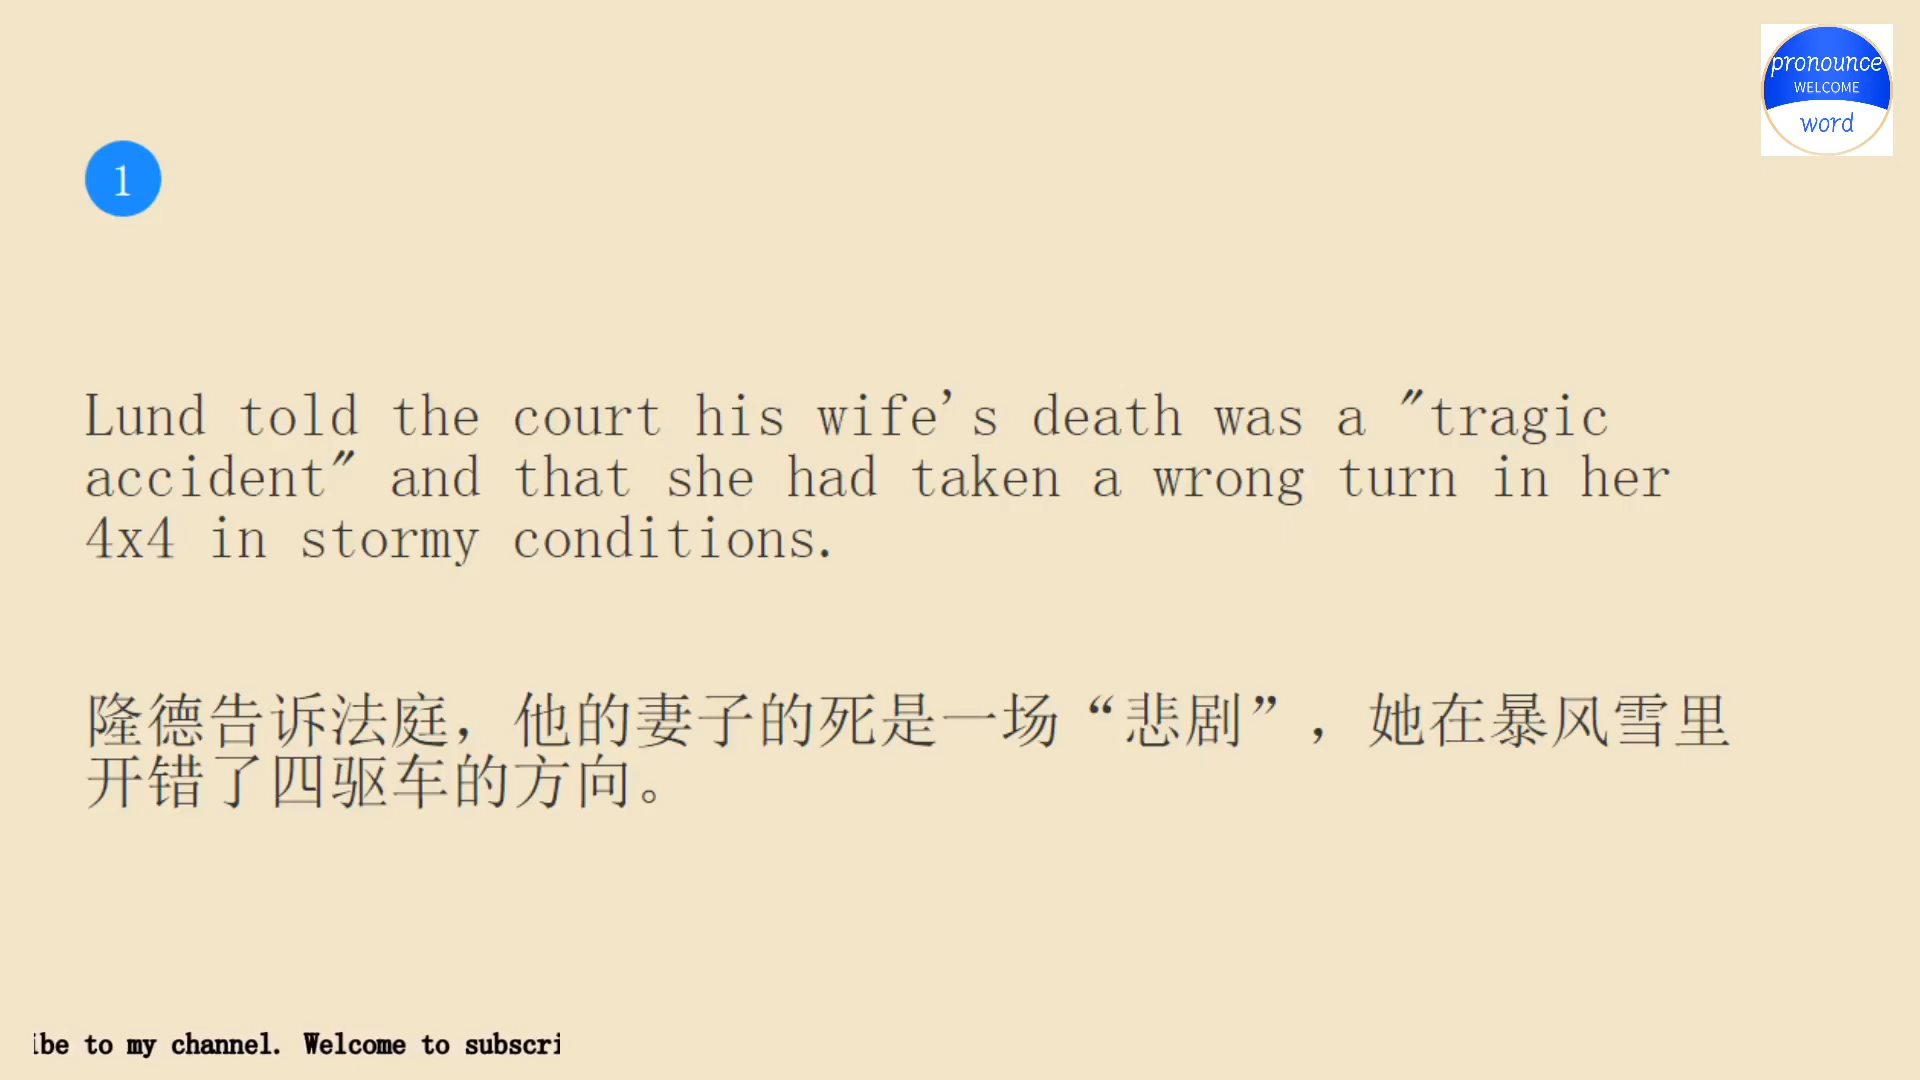 pronounce
WELCOME
word
1
Lund told the court his wife's death was a "tragic
accident" and that she had taken a wrong turn in her
4x4 in stormy conditions.
隆德告诉法庭，他的妻子的死是一场“悲剧”，她在暴风雪里
开错了四驱车的方向。
ibe to my channel. Welcome to subscri